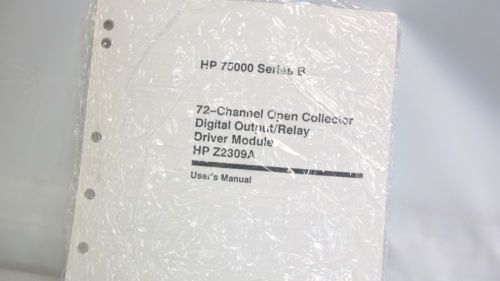 HP 75000 Series B
72–Channel Open Collector
Digital Output/Relay
Driver Module
HP Z2309A
User's Manual